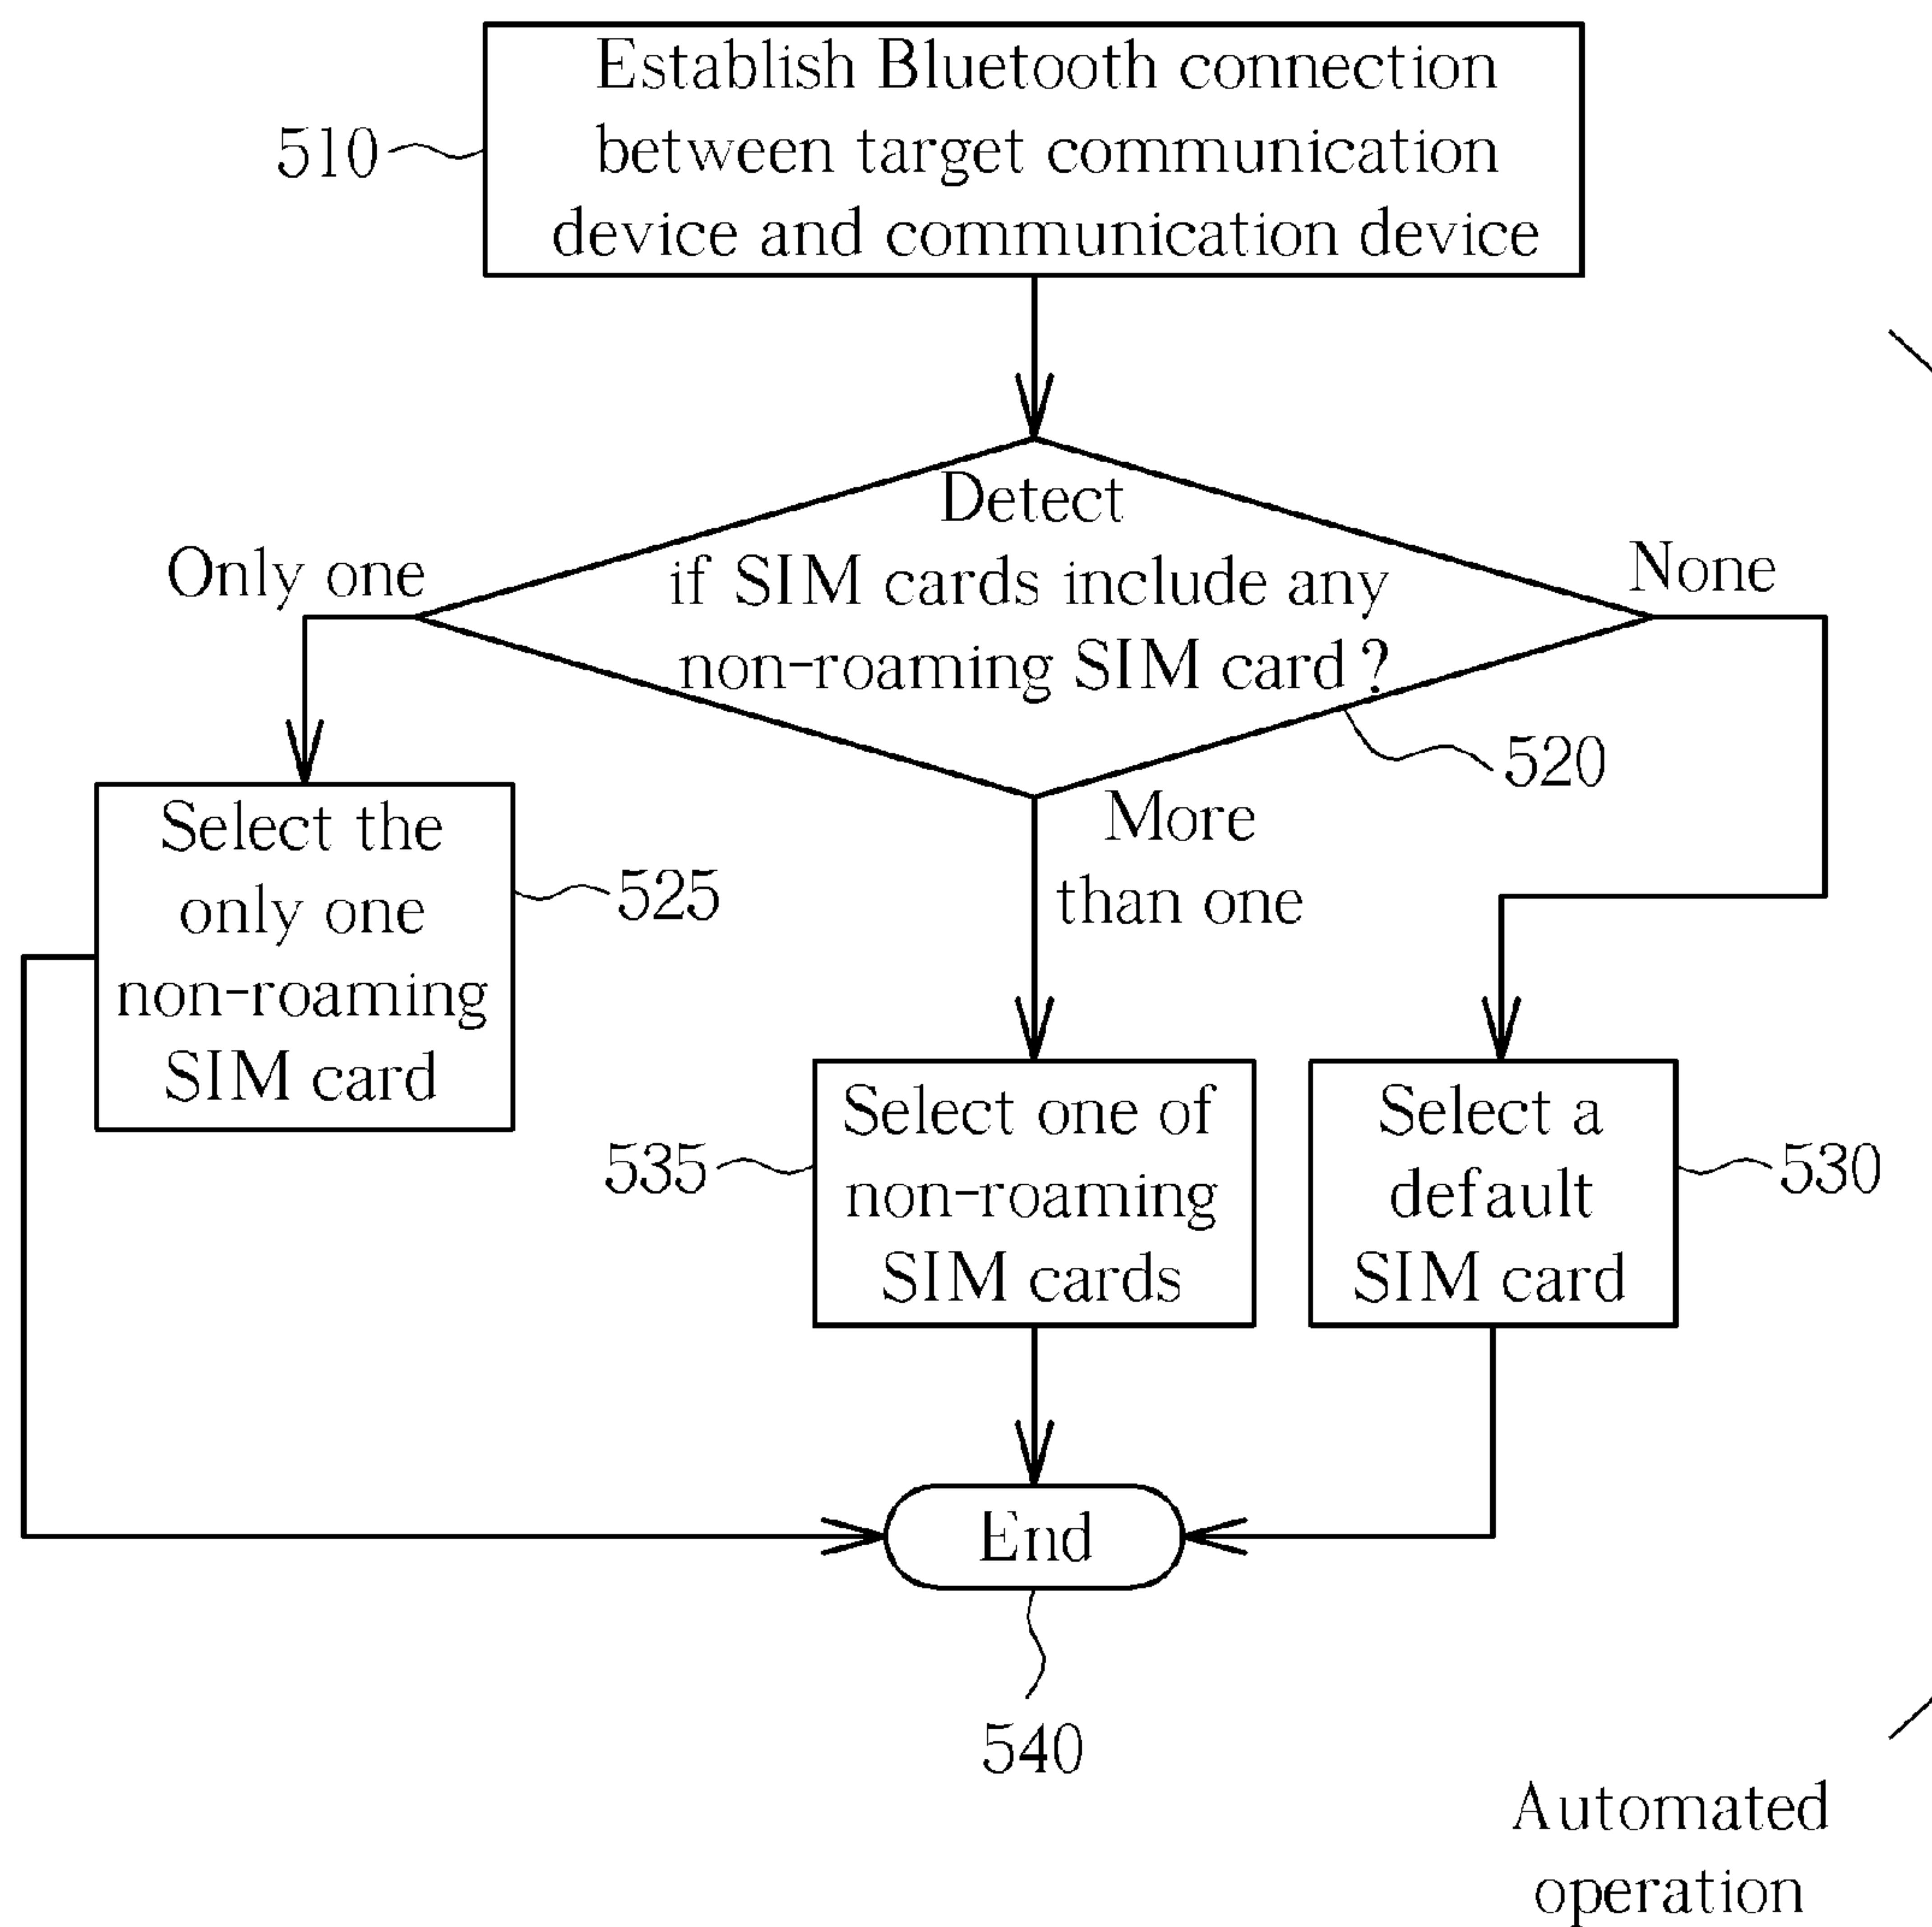 Establish Bluetooth connection
between target communication
device and communication device
510
Detect
if SIM cards include any
non-roaming SIM card ?
520
Only one
None
More
than one
Select the
only one
non-roaming
SIM card
525
Select one of
non-roaming
SIM cards
535
Select a
default
SIM card
530
End
540
Automated
operation